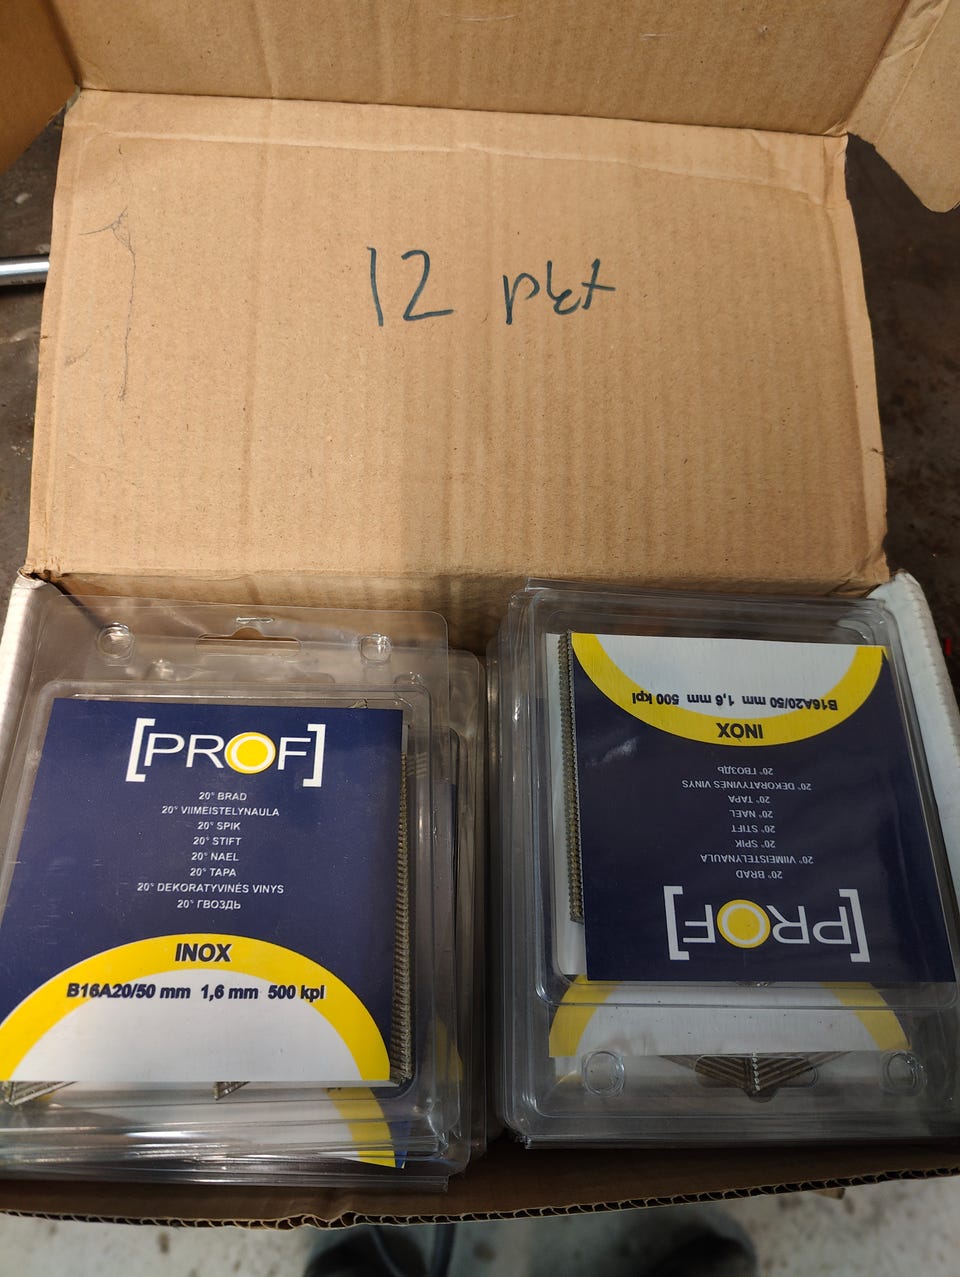 12 pkt
[PROF]
20° BRAD
20° VIIMEISTELYNAULA
20° SPIK
20° STIFT
20° NAEL
20° TAPA
20° DEKORATYVINĖS VINYS
20° ГВОЗДЬ
INOX
B16A20/50 mm 1,6 mm 500 kpl
[PROF]
20° BRAD
20° VIIMEISTELYNAULA
20° SPIK
20° STIFT
20° NAEL
20° TAPA
20° DEKORATYVINĖS VINYS
20° ГВОЗДЬ
INOX
B16A20/50 mm 1,6 mm 500 kpl